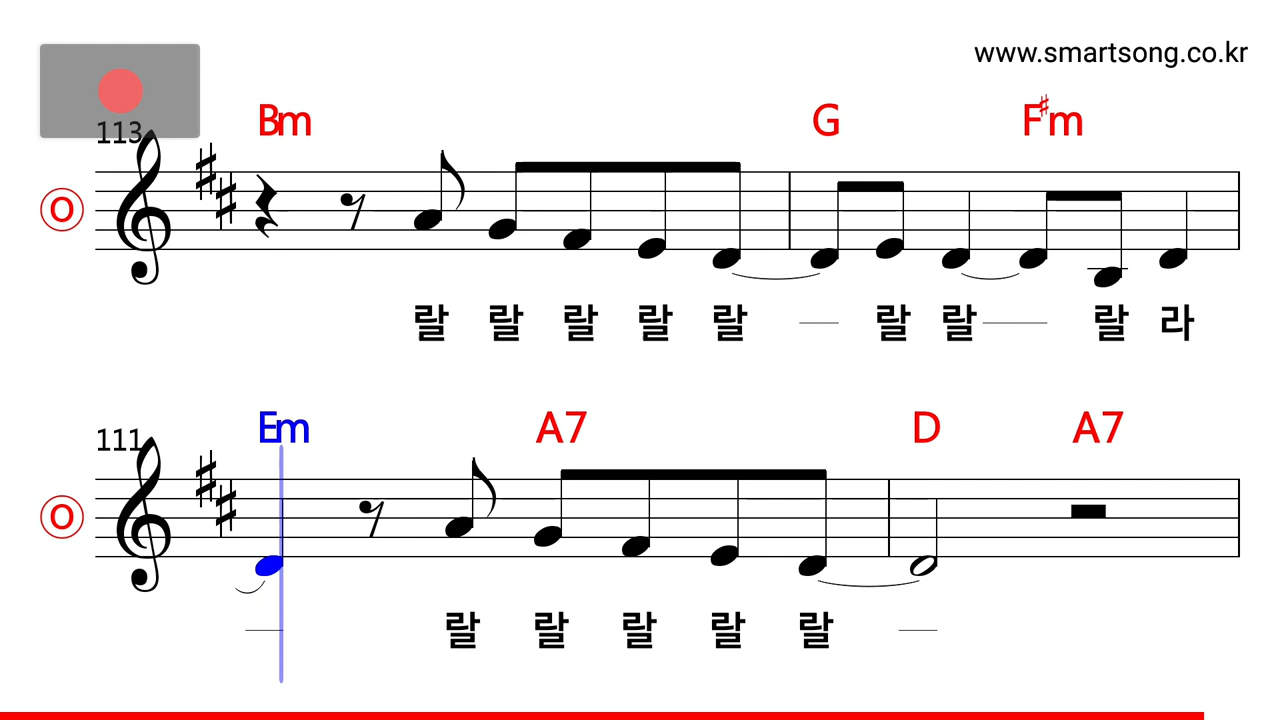 www.smartsong.co.kr
Bm G F♯m
113
O
랄 랄 랄 랄 랄 랄 랄 랄 라
Em A7 D A7
111
O
랄 랄 랄 랄 랄